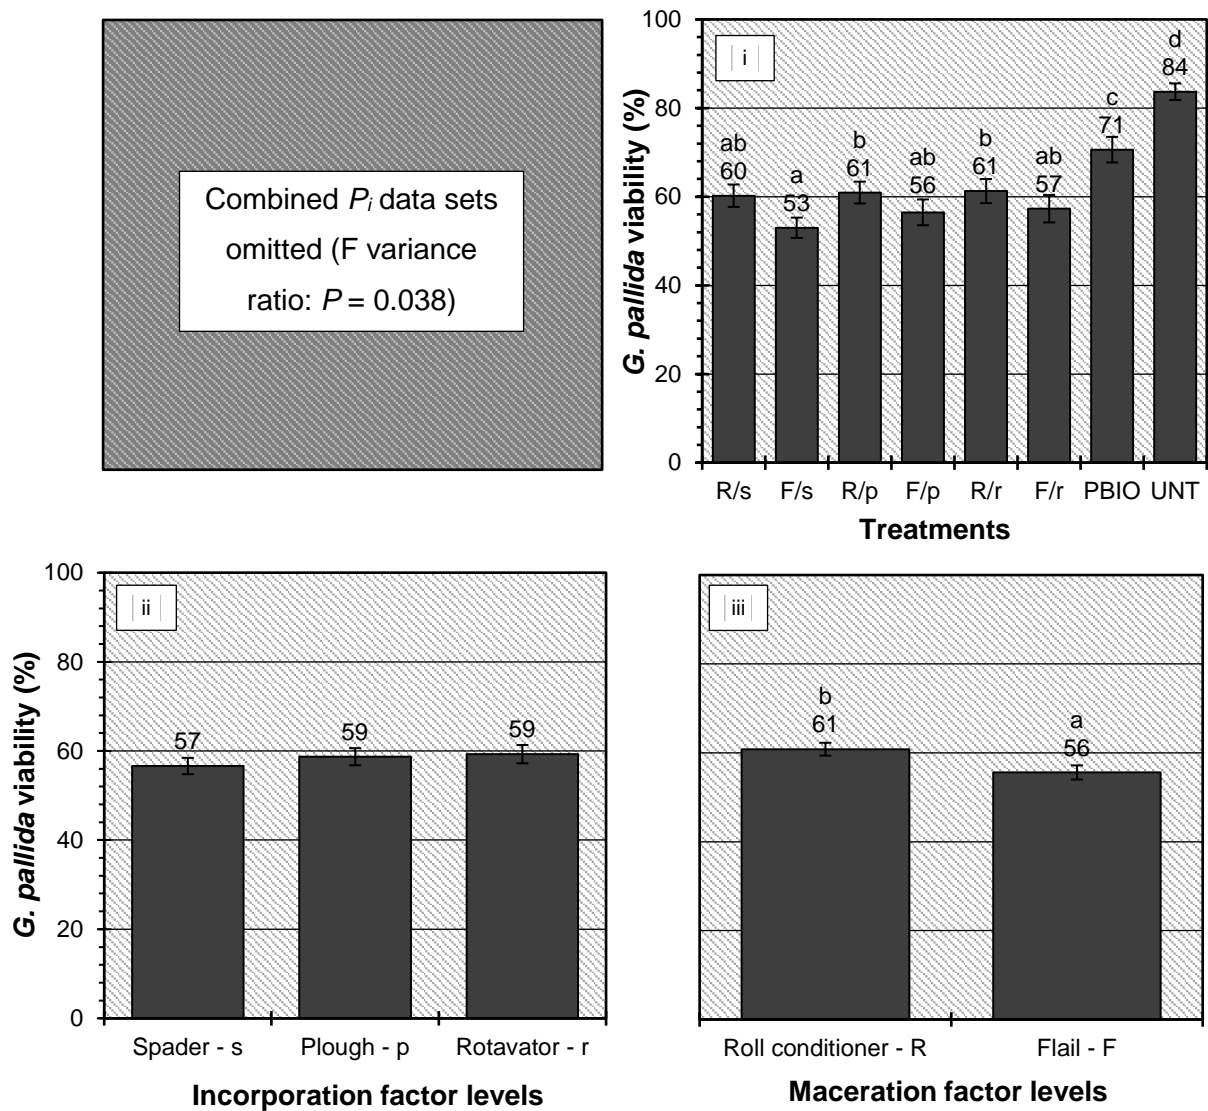 Combined Pi data sets
omitted (F variance
ratio: P = 0.038)
G. pallida viability (%)
100
80
60
40
20
0
i
ab
60
a
53
b
61
ab
56
b
61
ab
57
c
71
d
84
R/s F/s R/p F/p R/r F/r PBIO UNT
Treatments
G. pallida viability (%)
100
80
60
40
20
0
ii
57
59
59
Spader - s Plough - p Rotavator - r
Incorporation factor levels
iii
b
61
a
56
Roll conditioner - R Flail - F
Maceration factor levels